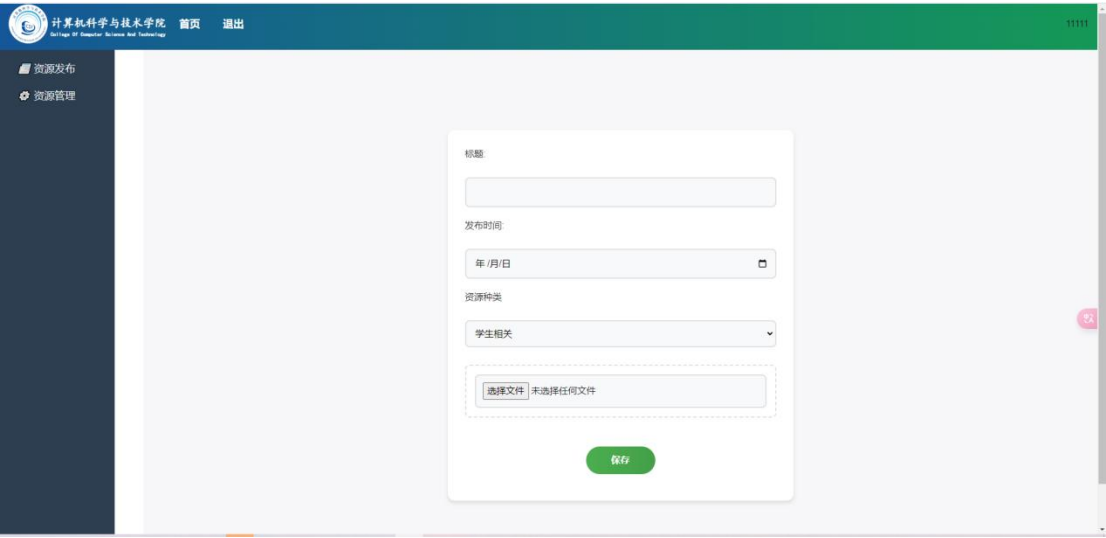 计算机科学与技术学院 首页 退出 11111
College Of Computer Science And Technology
资源发布
资源管理
标题
发布时间:
年 /月/日
资源种类
学生相关
选择文件 未选择任何文件
保存